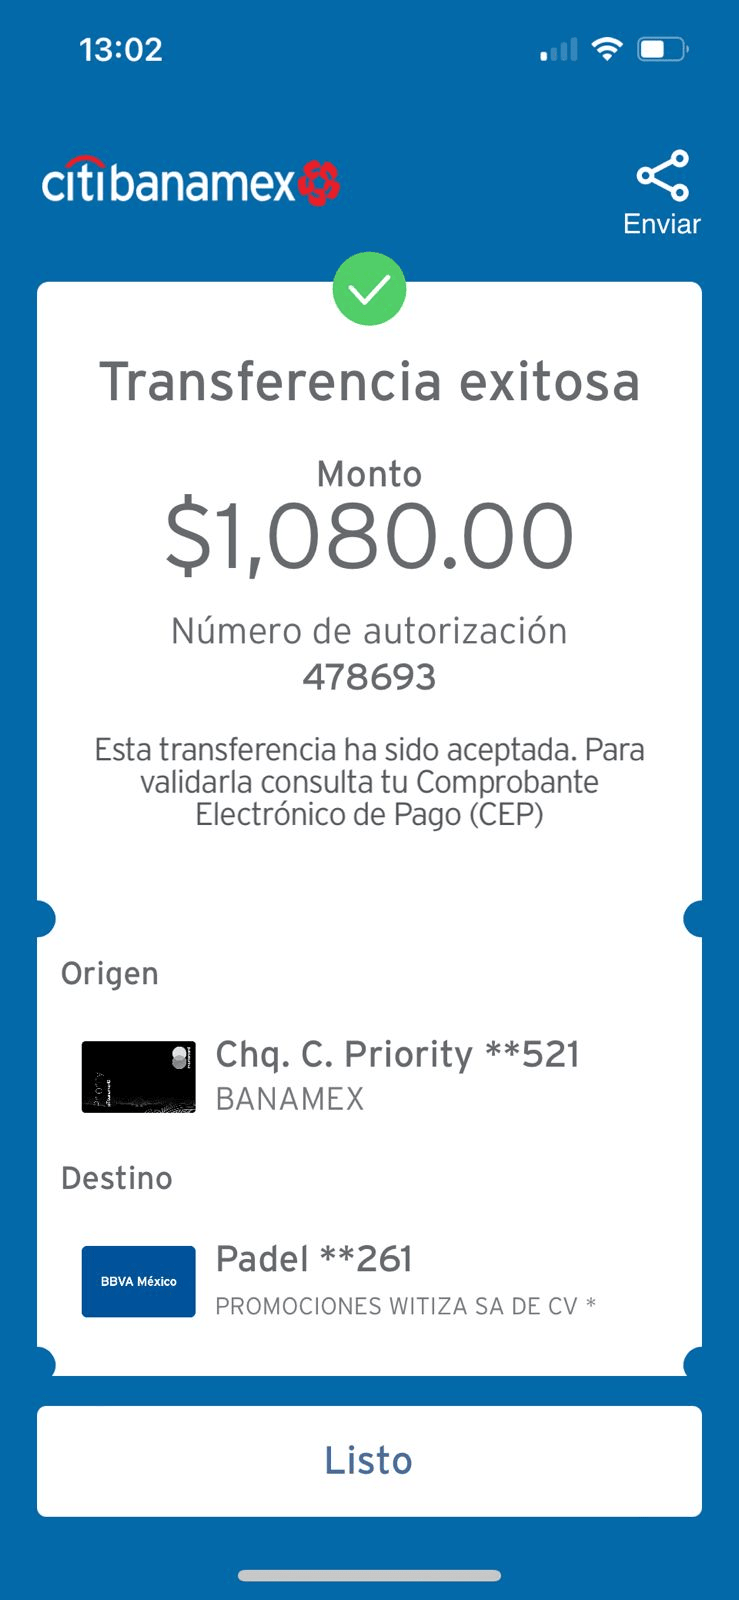 13:02
citibanamex
Enviar
Transferencia exitosa
Monto
$1,080.00
Número de autorización
478693
Esta transferencia ha sido aceptada. Para
validarla consulta tu Comprobante
Electrónico de Pago (CEP)
Origen
Chq. C. Priority **521
BANAMEX
Destino
BBVA México
Padel **261
PROMOCIONES WITIZA SA DE CV *
Listo